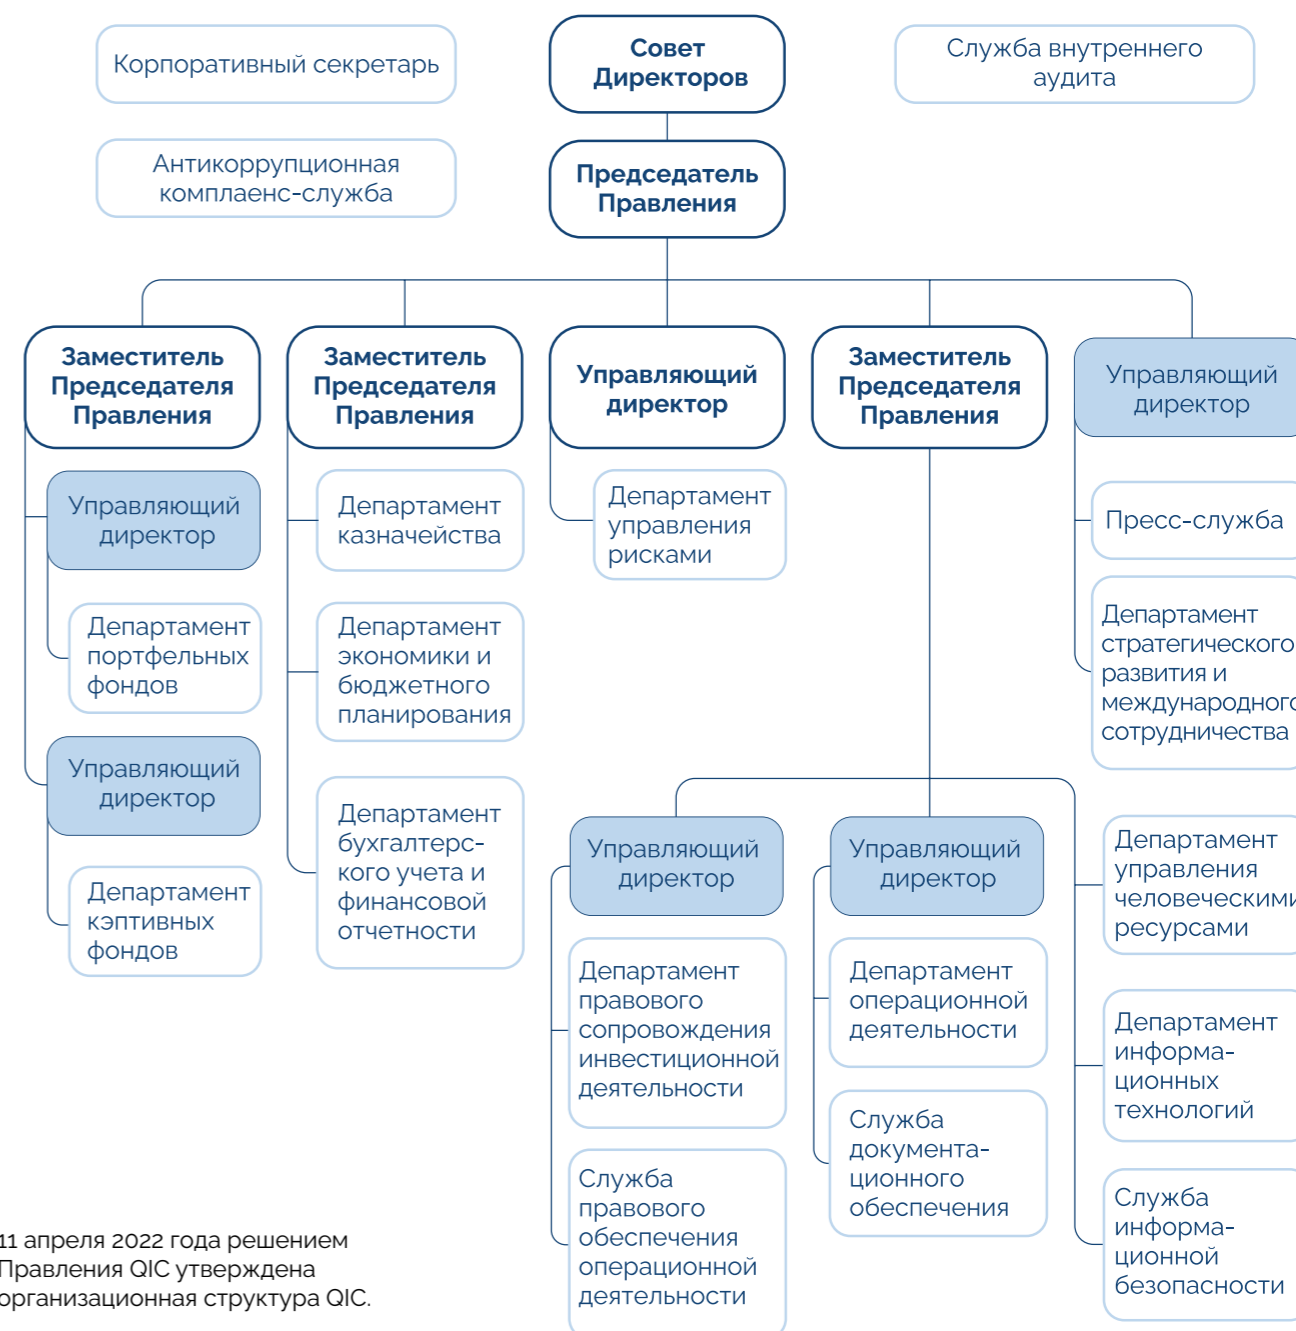 Корпоративный секретарь
Совет
Директоров
Служба внутреннего
аудита
Антикоррупционная
комплаенс-служба
Председатель
Правления
Заместитель
Председателя
Правления
Заместитель
Председателя
Правления
Управляющий
директор
Заместитель
Председателя
Правления
Управляющий
директор
Управляющий
директор
Департамент
портфельных
фондов
Управляющий
директор
Департамент
кэптивных
фондов
Департамент
казначейства
Департамент
экономики и
бюджетного
планирования
Департамент
бухгалтерс-
кого учета и
финансовой
отчетности
Департамент
управления
рисками
Пресс-служба
Департамент
стратегического
развития и
международного
сотрудничества
Управляющий
директор
Департамент
правового
сопровождения
инвестиционной
деятельности
Служба
правового
обеспечения
операционной
деятельности
Управляющий
директор
Департамент
операционной
деятельности
Служба
документа-
ционного
обеспечения
Департамент
управления
человеческими
ресурсами
Департамент
информа-
ционных
технологий
Служба
информа-
ционной
безопасности
11 апреля 2022 года решением
Правления QIC утверждена
организационная структура QIC.